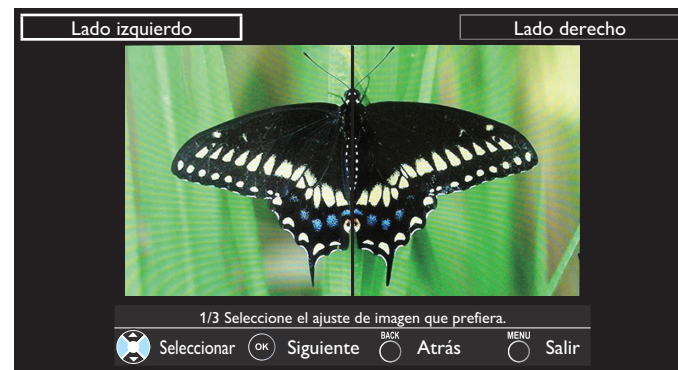 Lado izquierdo
Lado derecho
1/3 Seleccione el ajuste de imagen que prefiera.
Seleccionar OK Siguiente BACK Atrás MENU Salir